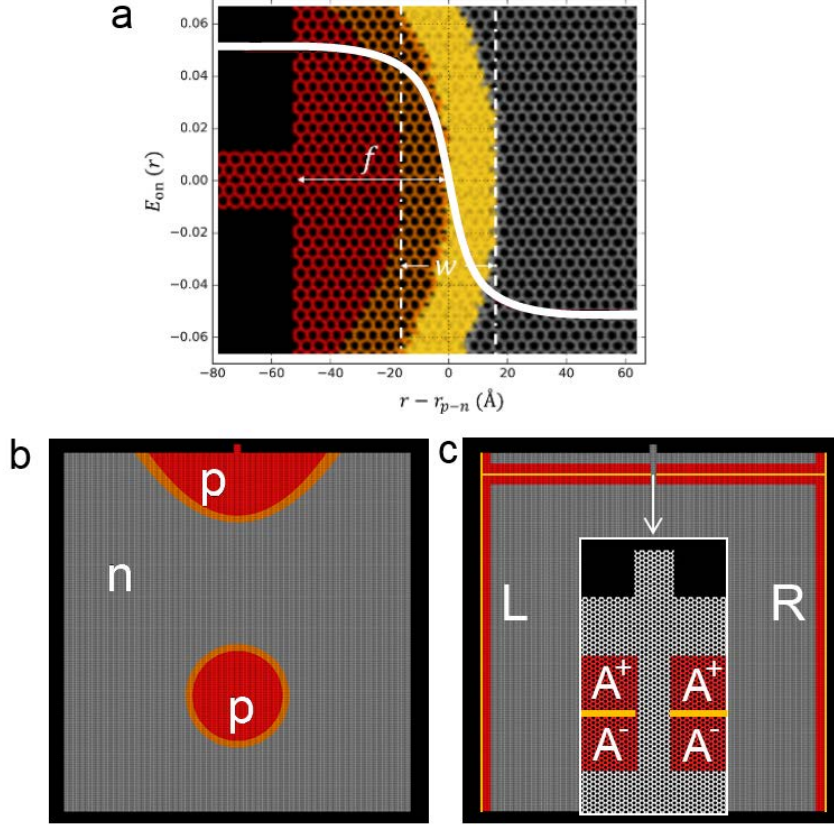 a
E_on (r)
0.06
0.04
0.02
0.00
−0.02
−0.04
−0.06
f
w
−80 −60 −40 −20 0 20 40 60
r − r_p−n (Å)
b
p
n
p
c
L R
A⁺ A⁺
A⁻ A⁻